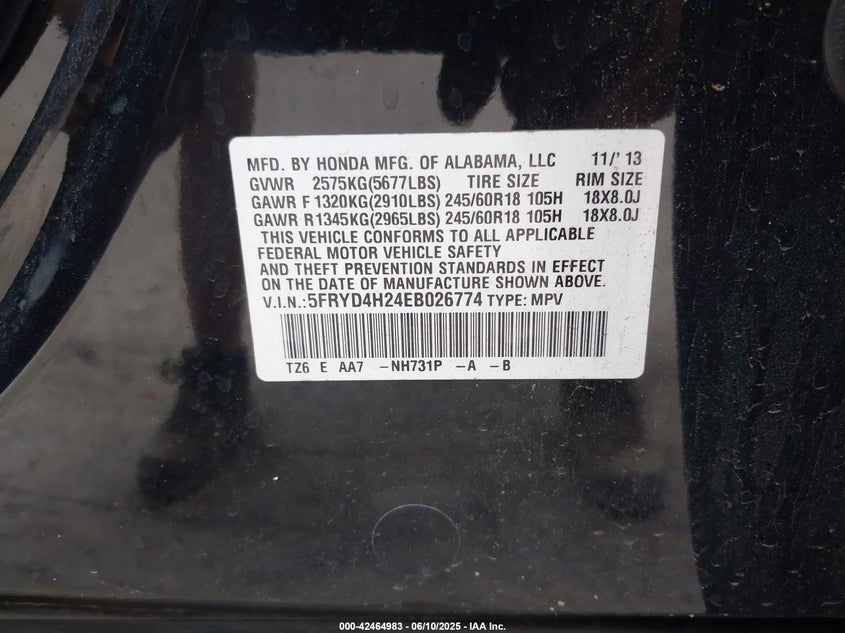 MFD. BY HONDA MFG. OF ALABAMA, LLC 11/' 13
GVWR 2575KG(5677LBS) TIRE SIZE RIM SIZE
GAWR F 1320KG(2910LBS) 245/60R18 105H 18X8.0J
GAWR R1345KG(2965LBS) 245/60R18 105H 18X8.0J
THIS VEHICLE CONFORMS TO ALL APPLICABLE
FEDERAL MOTOR VEHICLE SAFETY
AND THEFT PREVENTION STANDARDS IN EFFECT
ON THE DATE OF MANUFACTURE SHOWN ABOVE.
V.I.N.:5FRYD4H24EB026774 TYPE: MPV
TZ6 E AA7 -NH731P -A -B
000-42464983 - 06/10/2025 - IAA Inc.